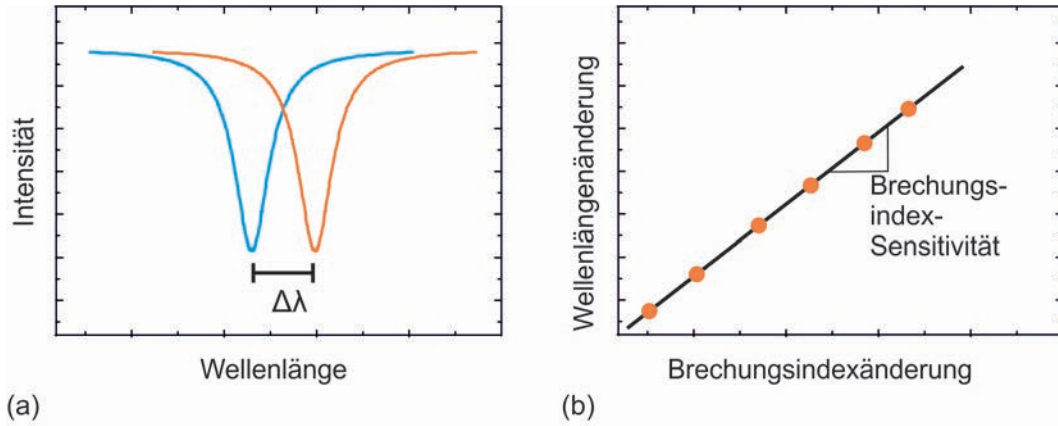 Intensität
Δλ
Wellenlänge
(a)
Wellenlängenänderung
Brechungs-
index-
Sensitivität
Brechungsindexänderung
(b)